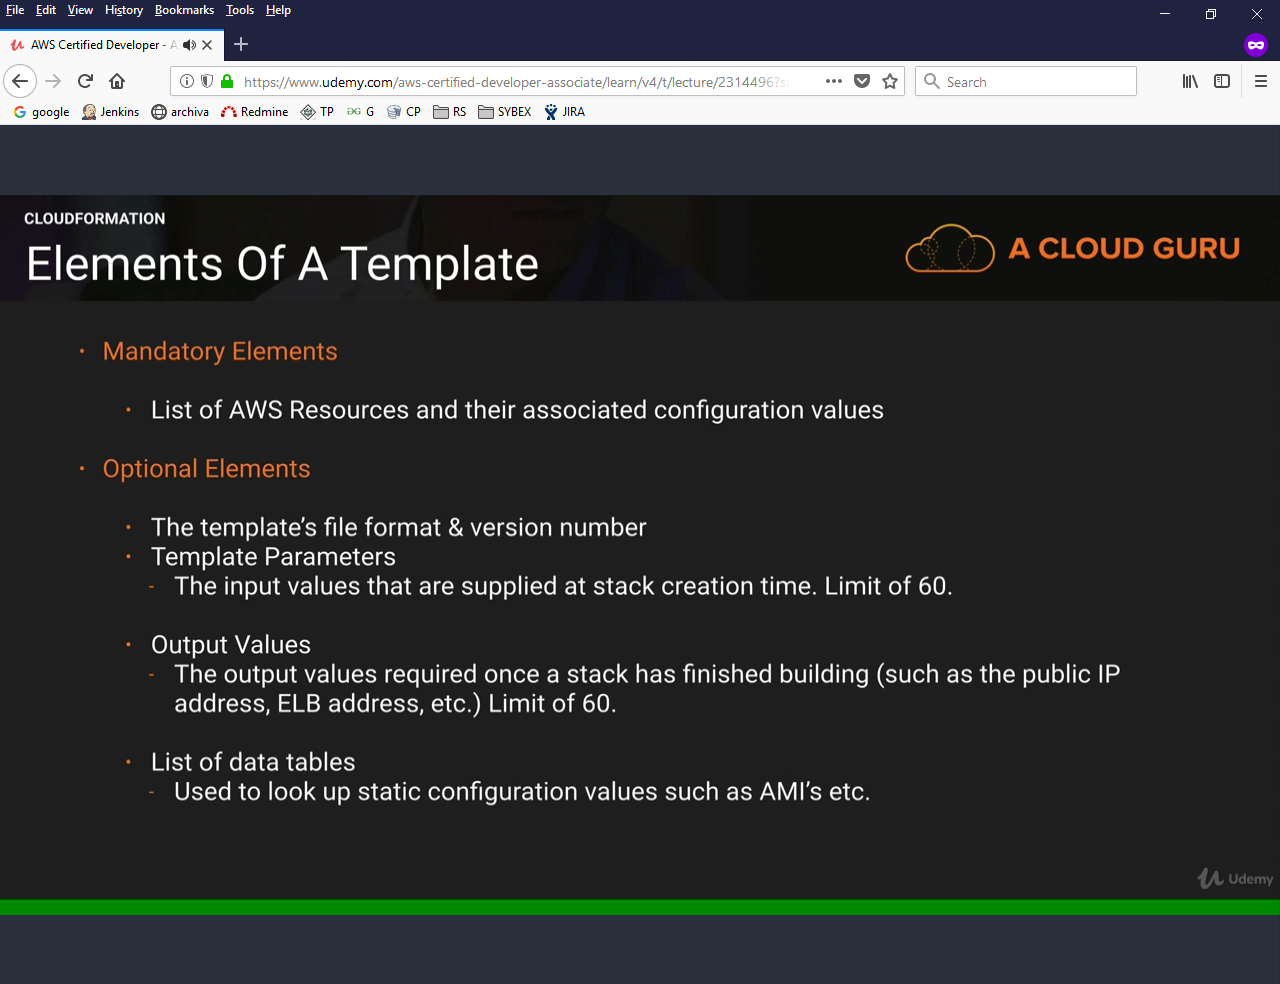 File Edit View History Bookmarks Tools Help
AWS Certified Developer - A
https://www.udemy.com/aws-certified-developer-associate/learn/v4/t/lecture/2314496?s
Search
google Jenkins archiva Redmine TP G CP RS SYBEX JIRA
CLOUDFORMATION
Elements Of A Template
A CLOUD GURU
• Mandatory Elements
• List of AWS Resources and their associated configuration values
• Optional Elements
• The template's file format & version number
• Template Parameters
- The input values that are supplied at stack creation time. Limit of 60.
• Output Values
- The output values required once a stack has finished building (such as the public IP
address, ELB address, etc.) Limit of 60.
• List of data tables
- Used to look up static configuration values such as AMI's etc.
Udemy